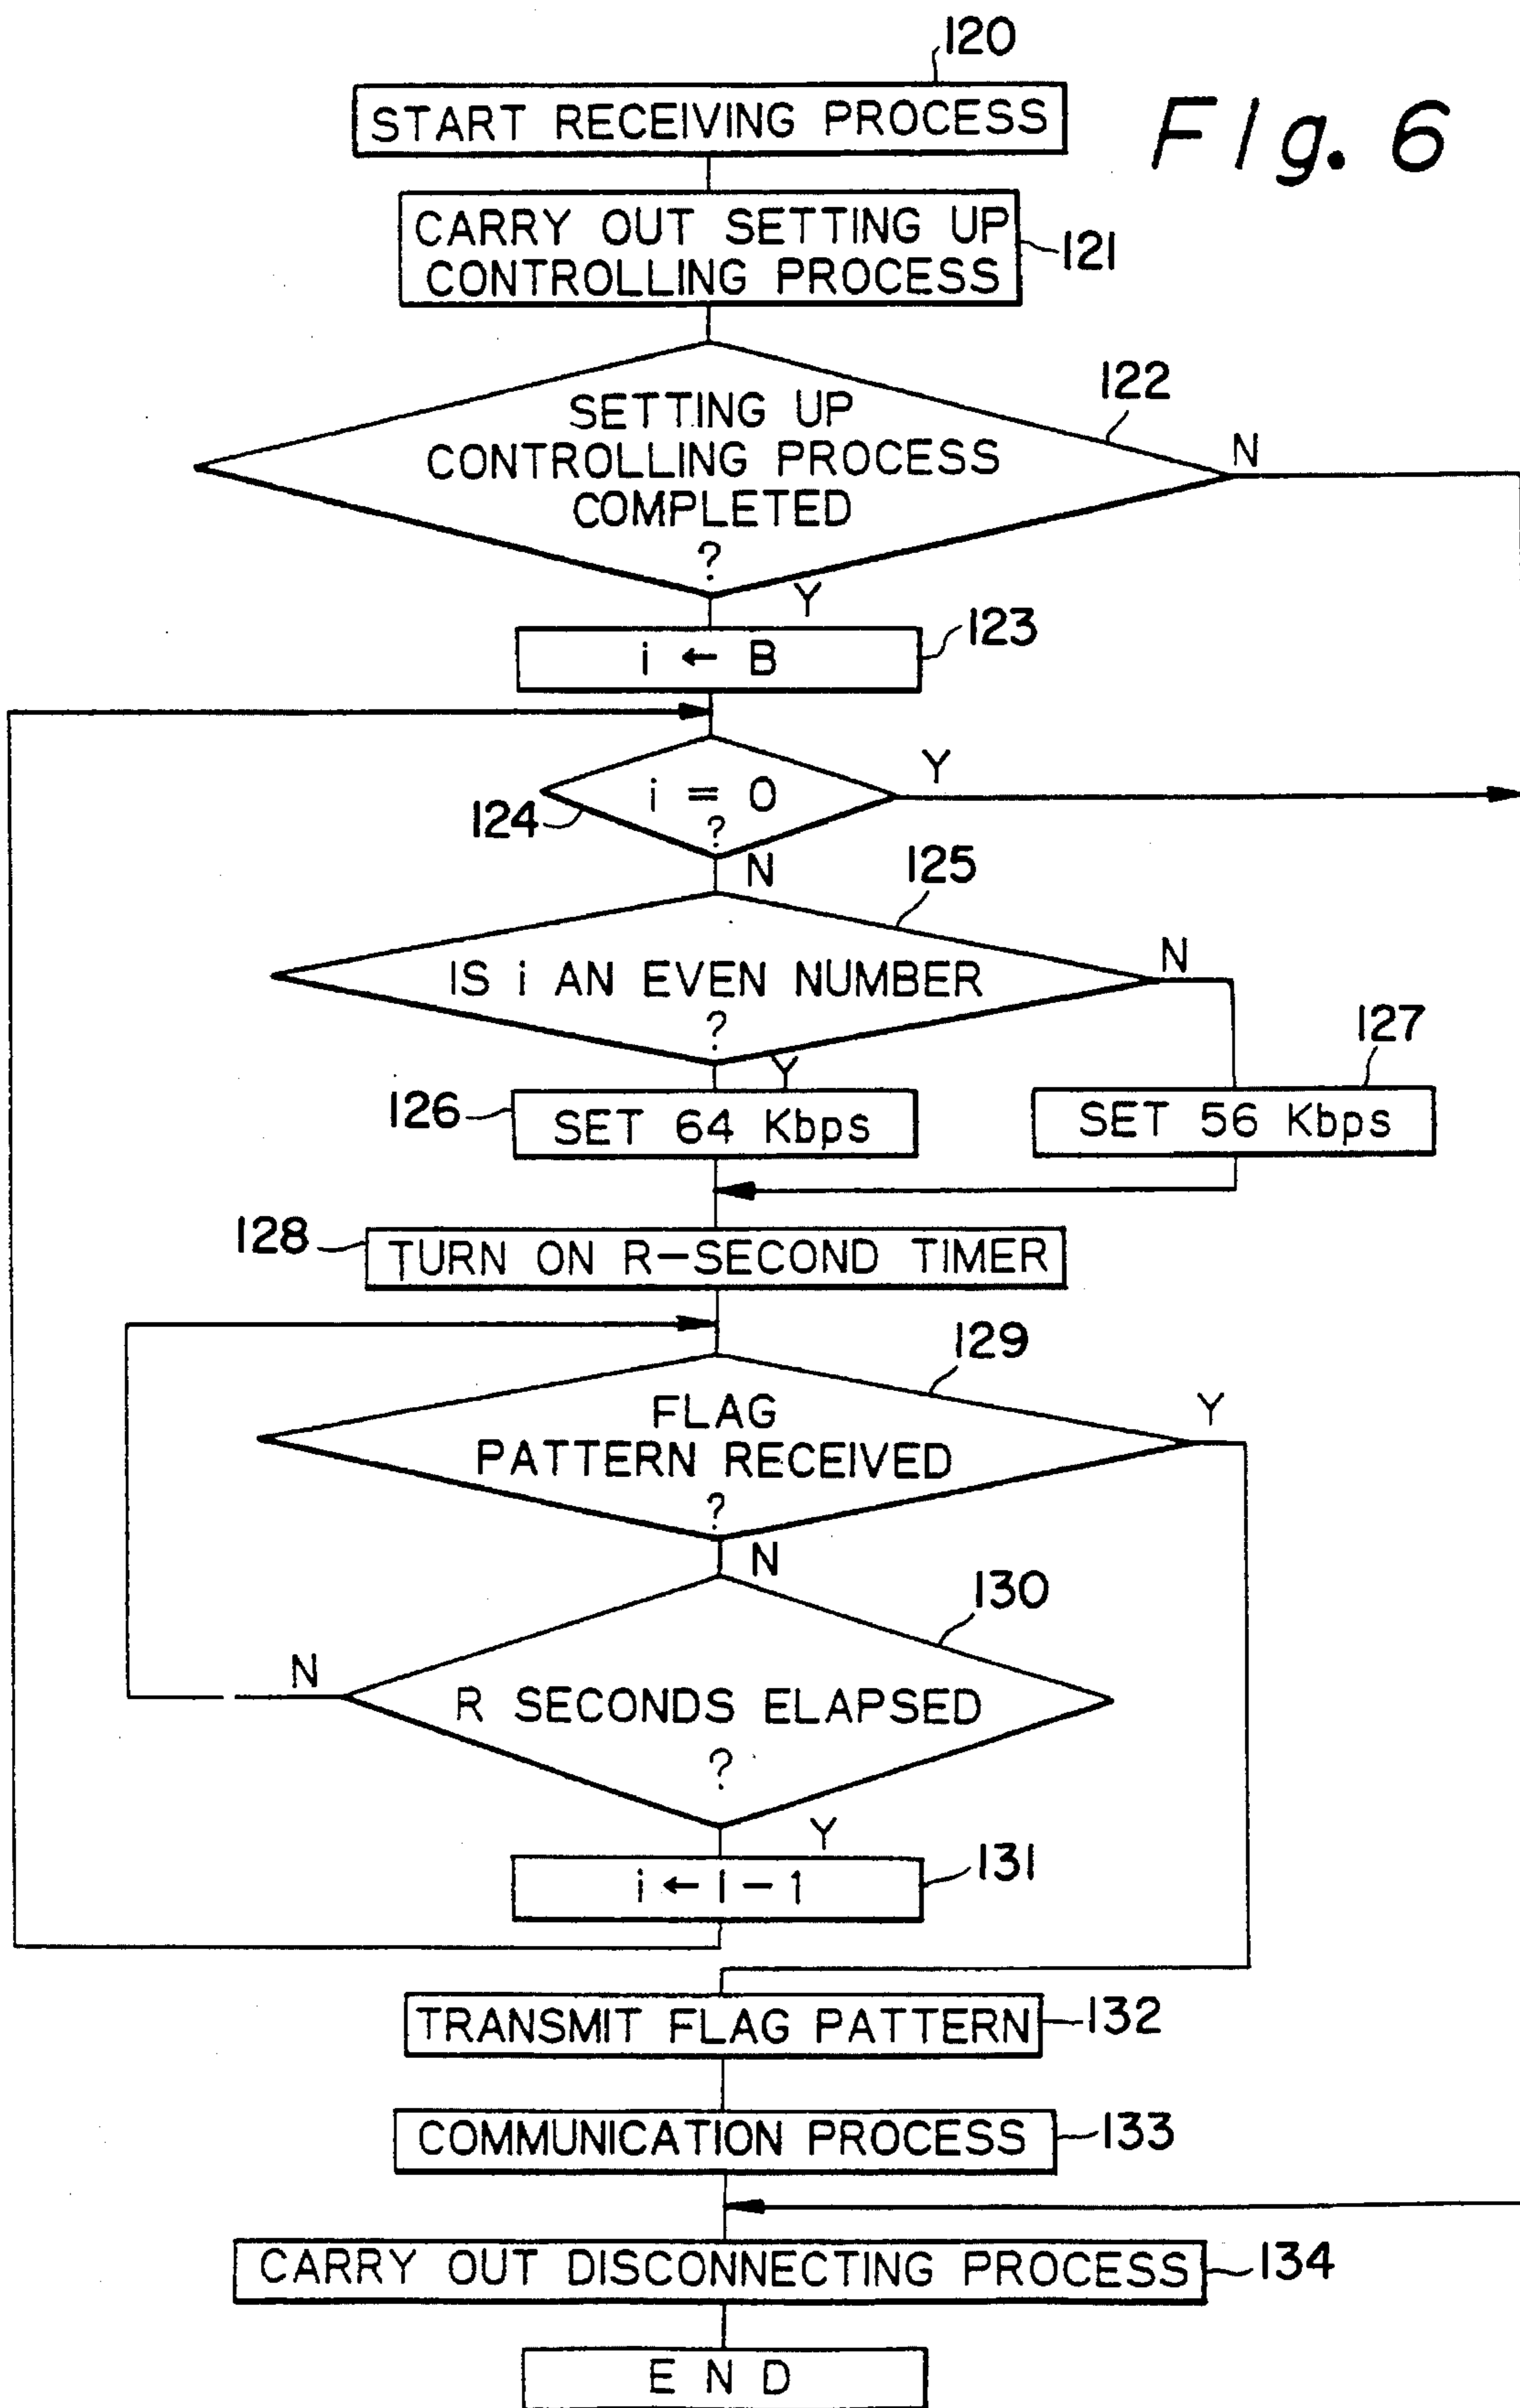 120
START RECEIVING PROCESS
FIg. 6
CARRY OUT SETTING UP
CONTROLLING PROCESS
121
122
SETTING UP
CONTROLLING PROCESS
COMPLETED
?
N
Y
123
i ← B
124
i = 0
?
Y
N
125
IS i AN EVEN NUMBER
?
N
Y
127
126
SET 64 Kbps
SET 56 Kbps
128
TURN ON R-SECOND TIMER
129
FLAG
PATTERN RECEIVED
?
Y
N
130
N
R SECONDS ELAPSED
?
Y
131
i ← I - 1
TRANSMIT FLAG PATTERN
132
COMMUNICATION PROCESS
133
CARRY OUT DISCONNECTING PROCESS
134
E N D